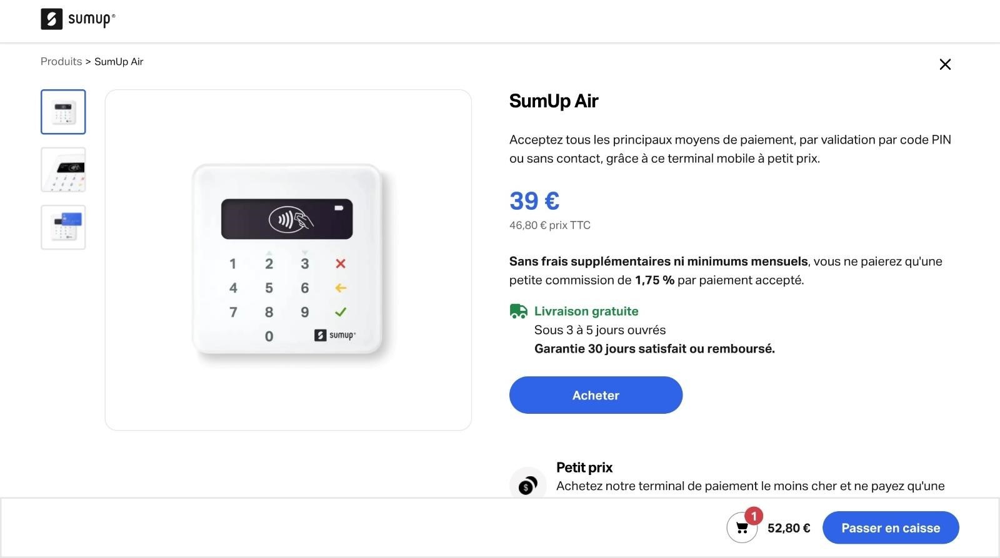 sumup®
Produits > SumUp Air
SumUp Air
Acceptez tous les principaux moyens de paiement, par validation par code PIN
ou sans contact, grâce à ce terminal mobile à petit prix.
39 €
46,80 € prix TTC
Sans frais supplémentaires ni minimums mensuels, vous ne paierez qu'une
petite commission de 1,75 % par paiement accepté.
Livraison gratuite
Sous 3 à 5 jours ouvrés
Garantie 30 jours satisfait ou remboursé.
Acheter
1 2 3
4 5 6
7 8 9
0 sumup®
Petit prix
Achetez notre terminal de paiement le moins cher et ne payez qu'une
$
1
52,80 €
Passer en caisse